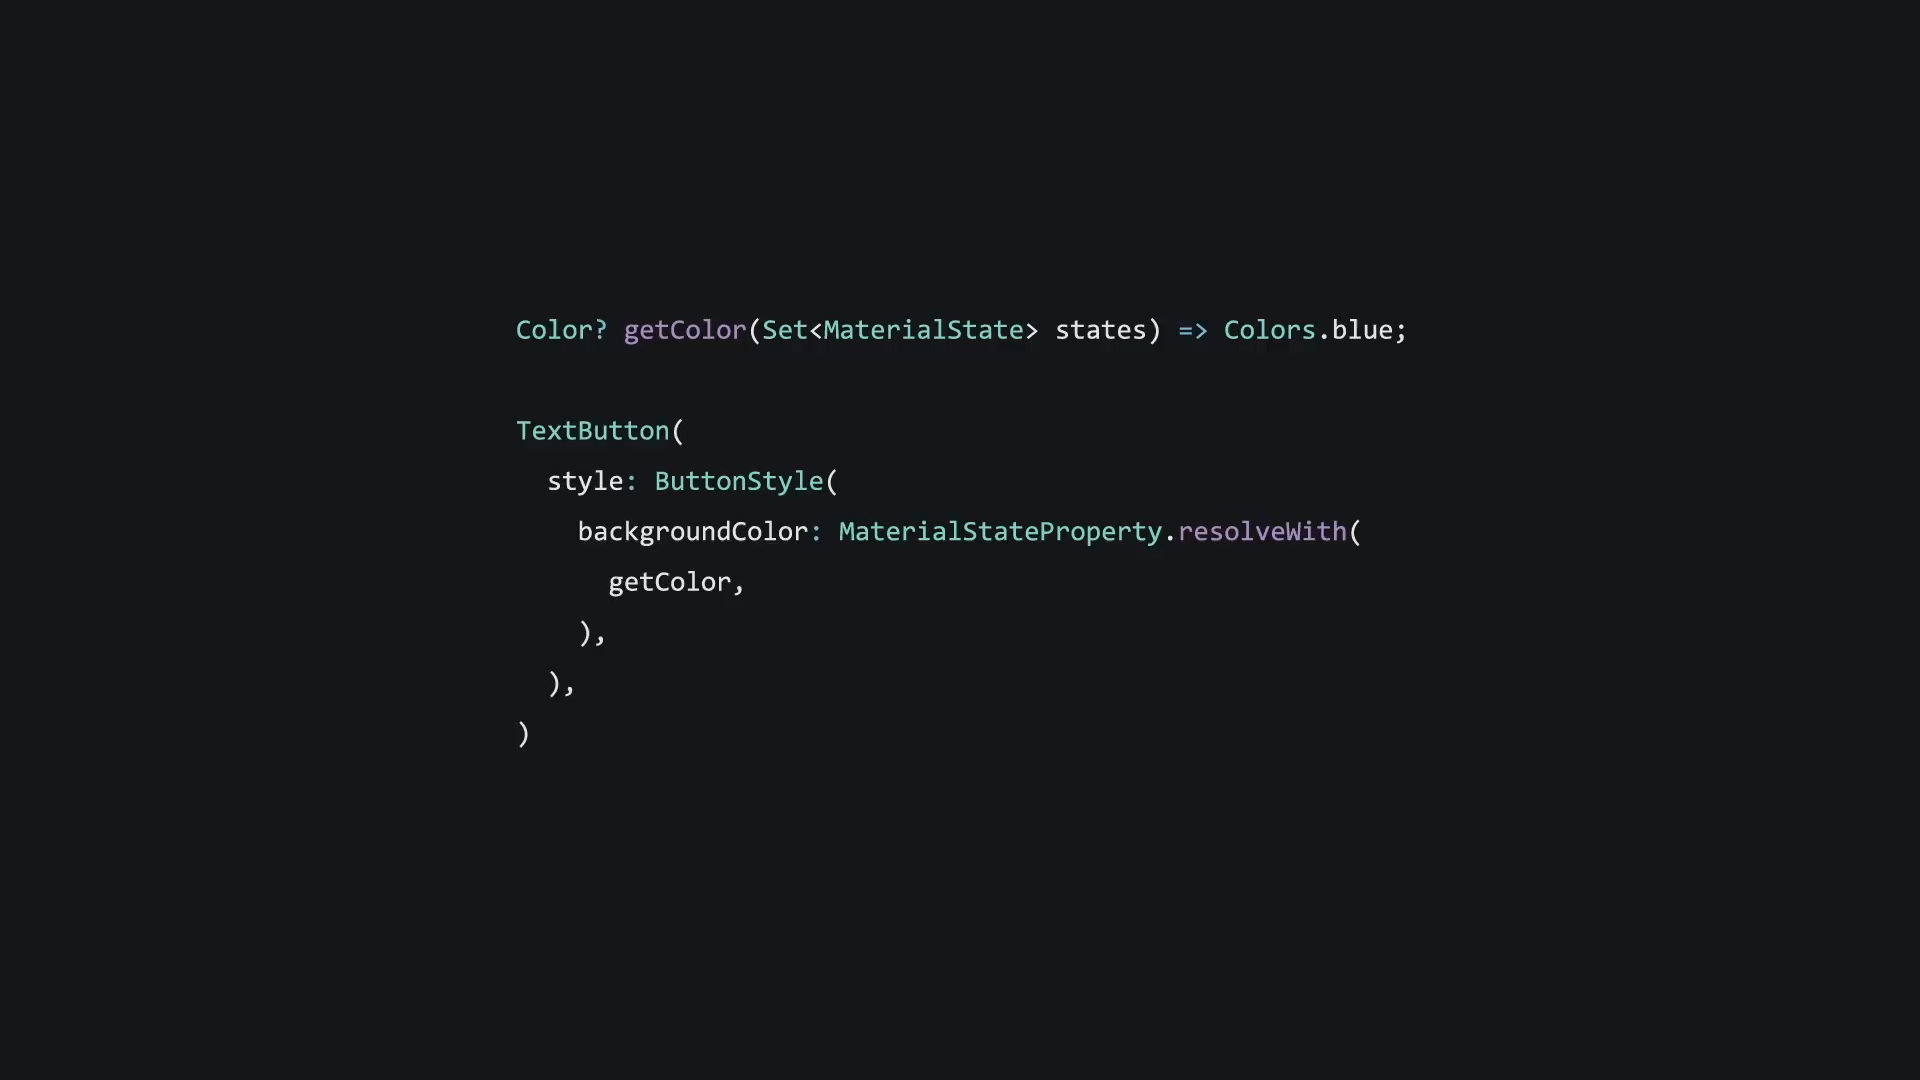 Color? getColor(Set<MaterialState> states) => Colors.blue;
TextButton(
style: ButtonStyle(
backgroundColor: MaterialStateProperty.resolveWith(
getColor,
),
),
)